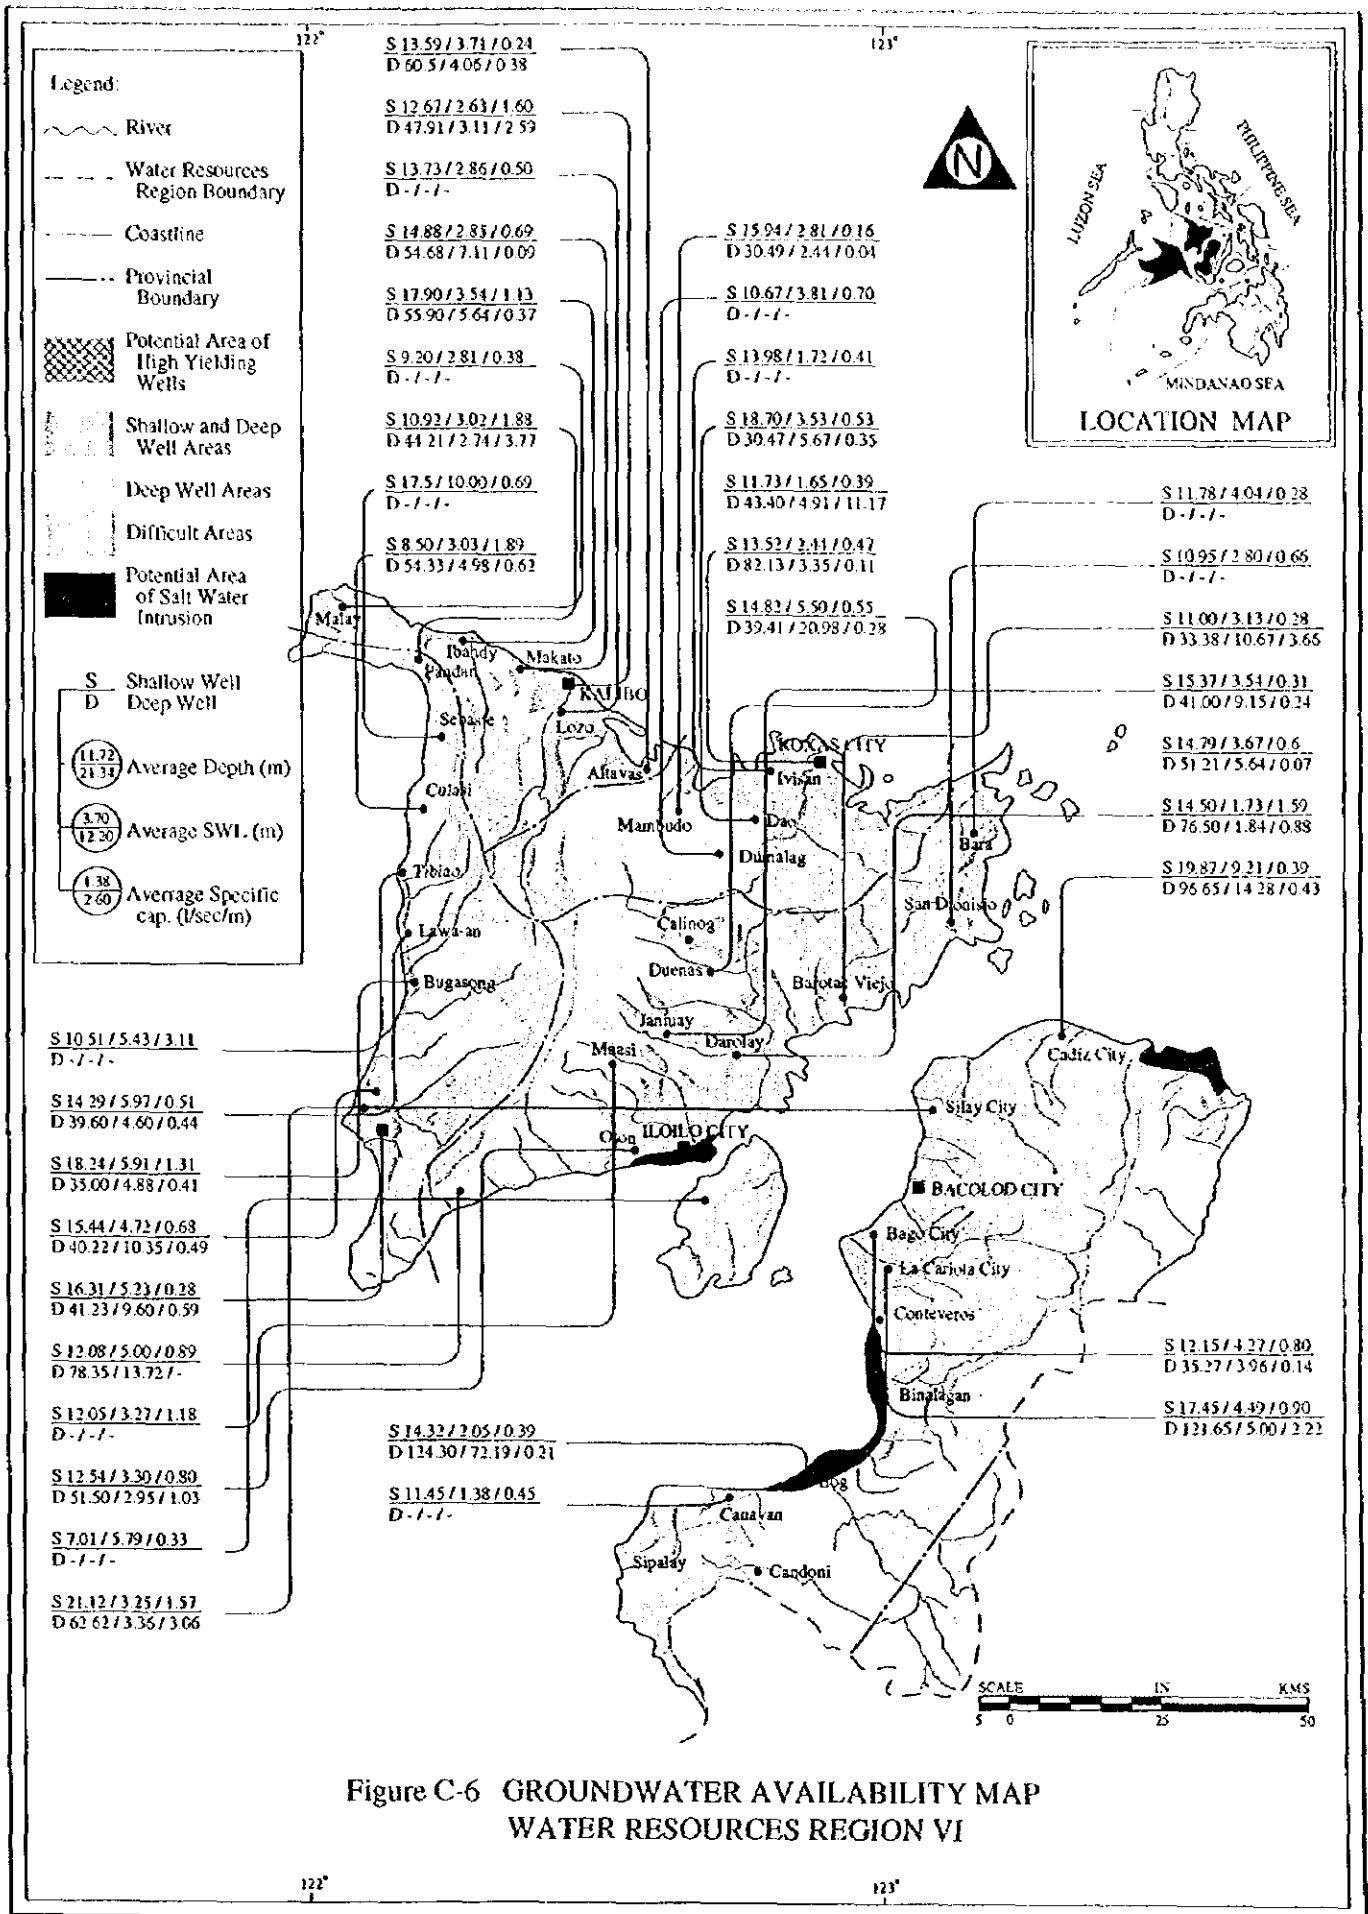 122°
123°
Legend:
River
Water Resources
Region Boundary
Coastline
Provincial
Boundary
Potential Area of
High Yielding
Wells
Shallow and Deep
Well Areas
Deep Well Areas
Difficult Areas
Potential Area
of Salt Water
Intrusion
S Shallow Well
D Deep Well
11.72
21.34
Average Depth (m)
3.70
12.20
Average SWL (m)
1.38
2.60
Averrage Specific
cap. (l/sec/m)
S 13.59 / 3.71 / 0.24
D 60.5 / 4.06 / 0.38
S 12.67 / 2.63 / 1.60
D 47.91 / 3.11 / 2.59
S 13.73 / 2.86 / 0.50
D - / - / -
S 14.88 / 2.85 / 0.69
D 54.68 / 7.11 / 0.09
S 17.90 / 3.54 / 1.13
D 55.90 / 5.64 / 0.37
S 9.20 / 2.81 / 0.38
D - / - / -
S 10.92 / 3.02 / 1.88
D 44.21 / 2.74 / 3.77
S 17.5 / 10.00 / 0.69
D - / - / -
S 8.50 / 3.03 / 1.89
D 54.33 / 4.98 / 0.62
N
S 15.94 / 2.81 / 0.16
D 30.49 / 2.44 / 0.04
S 10.67 / 3.81 / 0.70
D - / - / -
S 13.98 / 1.72 / 0.41
D - / - / -
S 18.70 / 3.53 / 0.53
D 30.47 / 5.67 / 0.35
S 11.73 / 1.65 / 0.39
D 43.40 / 4.91 / 11.17
S 13.52 / 2.41 / 0.47
D 82.13 / 3.35 / 0.11
S 14.82 / 5.50 / 0.55
D 39.41 / 20.98 / 0.28
LUZON SEA
PHILIPPINE SEA
MINDANAO SEA
LOCATION MAP
S 11.78 / 4.04 / 0.28
D - / - / -
S 10.95 / 2.80 / 0.66
D - / - / -
S 11.00 / 3.13 / 0.28
D 33.38 / 10.67 / 3.66
S 15.37 / 3.54 / 0.31
D 41.00 / 9.15 / 0.24
S 14.79 / 3.67 / 0.6
D 51.21 / 5.64 / 0.07
S 14.50 / 1.73 / 1.59
D 76.50 / 1.84 / 0.88
S 19.87 / 9.21 / 0.39
D 96.65 / 14.28 / 0.43
Malay
Ibandy
Pandan
Makato
KALIBO
Lozo
Sebaste
Altavas
ROXAS CITY
Ivisan
Culasi
Mambudo
Dao
Dumalag
Bara
Tibiao
San Dionisio
Calinog
Lawa-an
Duenas
Bugasong
Barotac Viejo
Janiuay
Darolay
Maasi
Cadiz City
Silay City
Oton
ILOILO CITY
BACOLOD CITY
Bago City
La Carlota City
Conteveros
Binalagan
Cauayan
Sipalay
Candoni
S 10.51 / 5.43 / 3.11
D - / - / -
S 14.29 / 5.97 / 0.51
D 39.60 / 4.60 / 0.44
S 18.24 / 5.91 / 1.31
D 35.00 / 4.88 / 0.41
S 15.44 / 4.72 / 0.68
D 40.22 / 10.35 / 0.49
S 16.31 / 5.23 / 0.28
D 41.23 / 9.60 / 0.59
S 12.08 / 5.00 / 0.89
D 78.35 / 13.72 / -
S 12.05 / 3.27 / 1.18
D - / - / -
S 12.54 / 3.30 / 0.80
D 51.50 / 2.95 / 1.03
S 7.01 / 5.79 / 0.33
D - / - / -
S 21.12 / 3.25 / 1.57
D 62.62 / 3.36 / 3.06
S 14.32 / 2.05 / 0.39
D 124.30 / 72.19 / 0.21
S 11.45 / 1.38 / 0.45
D - / - / -
S 12.15 / 4.27 / 0.80
D 35.27 / 3.96 / 0.14
S 17.45 / 4.49 / 0.90
D 121.65 / 5.00 / 2.22
SCALE IN KMS
5 0 25 50
Figure C-6 GROUNDWATER AVAILABILITY MAP
WATER RESOURCES REGION VI
122°
123°